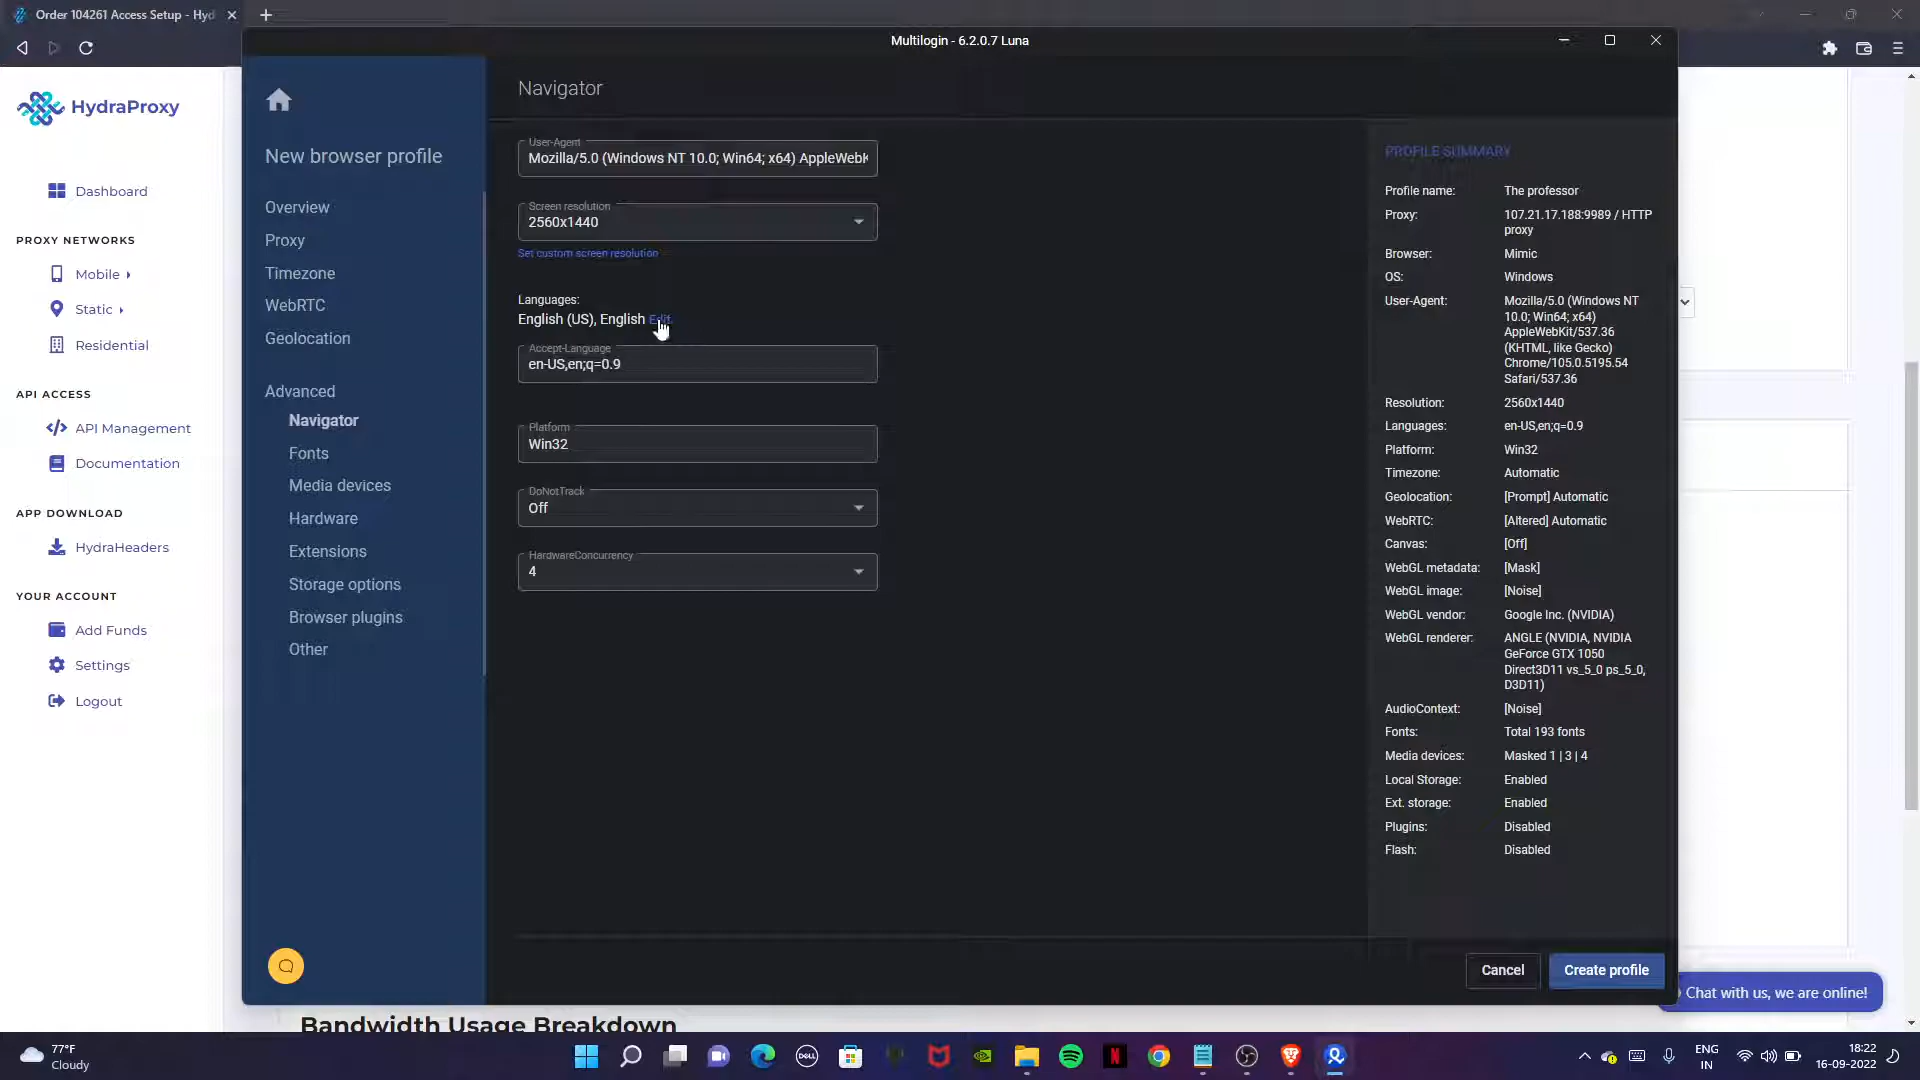 Order 104261 Access Setup - Hyd
Multilogin - 6.2.0.7 Luna
HydraProxy
Dashboard
PROXY NETWORKS
Mobile
Static
Residential
API ACCESS
API Management
Documentation
APP DOWNLOAD
HydraHeaders
YOUR ACCOUNT
Add Funds
Settings
Logout
New browser profile
Overview
Proxy
Timezone
WebRTC
Geolocation
Advanced
Navigator
Fonts
Media devices
Hardware
Extensions
Storage options
Browser plugins
Other
Navigator
User-Agent
Mozilla/5.0 (Windows NT 10.0; Win64; x64) AppleWebK
Screen resolution
2560x1440
Set custom screen resolution
Languages:
English (US), English Edit
Accept-Language
en-US,en;q=0.9
Platform
Win32
DoNotTrack
Off
HardwareConcurrency
4
PROFILE SUMMARY
Profile name: The professor
Proxy: 107.21.17.188:9989 / HTTP
proxy
Browser: Mimic
OS: Windows
User-Agent: Mozilla/5.0 (Windows NT
10.0; Win64; x64)
AppleWebKit/537.36
(KHTML, like Gecko)
Chrome/105.0.5195.54
Safari/537.36
Resolution: 2560x1440
Languages: en-US,en;q=0.9
Platform: Win32
Timezone: Automatic
Geolocation: [Prompt] Automatic
WebRTC: [Altered] Automatic
Canvas: [Off]
WebGL metadata: [Mask]
WebGL image: [Noise]
WebGL vendor: Google Inc. (NVIDIA)
WebGL renderer: ANGLE (NVIDIA, NVIDIA
GeForce GTX 1050
Direct3D11 vs_5_0 ps_5_0,
D3D11)
AudioContext: [Noise]
Fonts: Total 193 fonts
Media devices: Masked 1 | 3 | 4
Local Storage: Enabled
Ext. storage: Enabled
Plugins: Disabled
Flash: Disabled
Cancel
Create profile
Chat with us, we are online!
Bandwidth Usage Breakdown
77°F
Cloudy
DELL
N
ENG
IN
18:22
16-09-2022